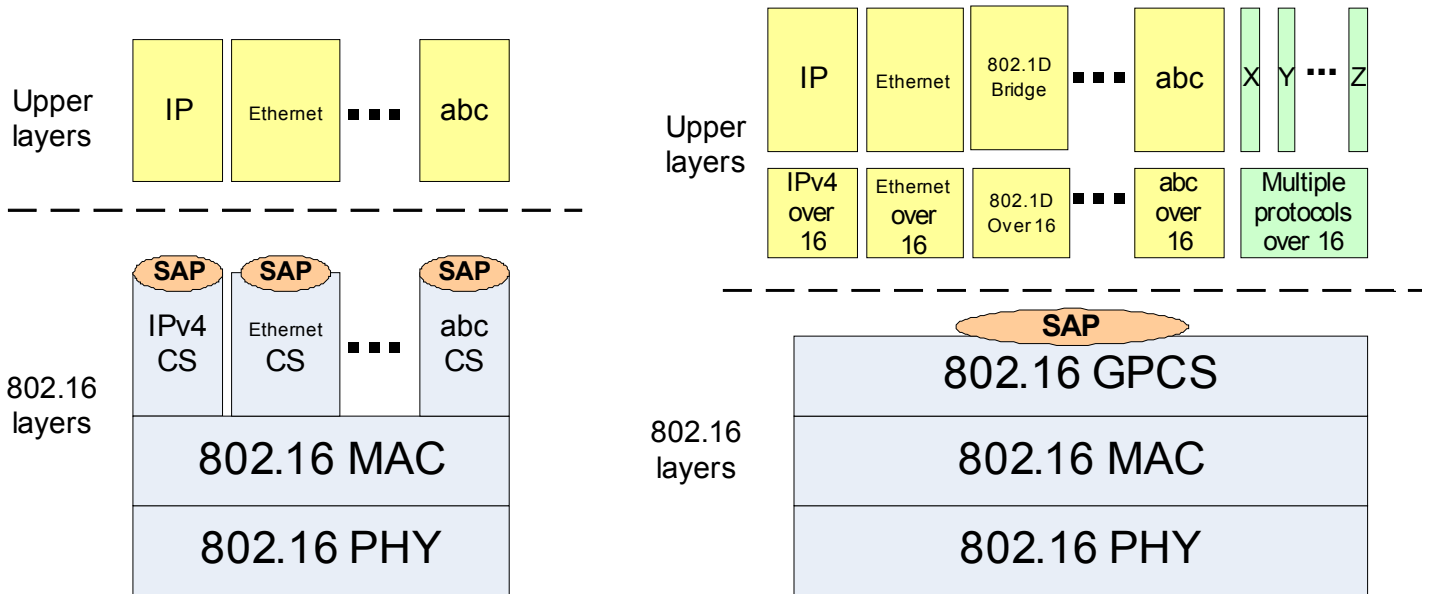 Upper
layers
IP
Ethernet
abc
SAP
SAP
SAP
IPv4
CS
Ethernet
CS
abc
CS
802.16
layers
802.16 MAC
802.16 PHY
Upper
layers
IP
Ethernet
802.1D
Bridge
abc
X
Y
Z
IPv4
over
16
Ethernet
over
16
802.1D
Over 16
abc
over
16
Multiple
protocols
over 16
SAP
802.16 GPCS
802.16
layers
802.16 MAC
802.16 PHY